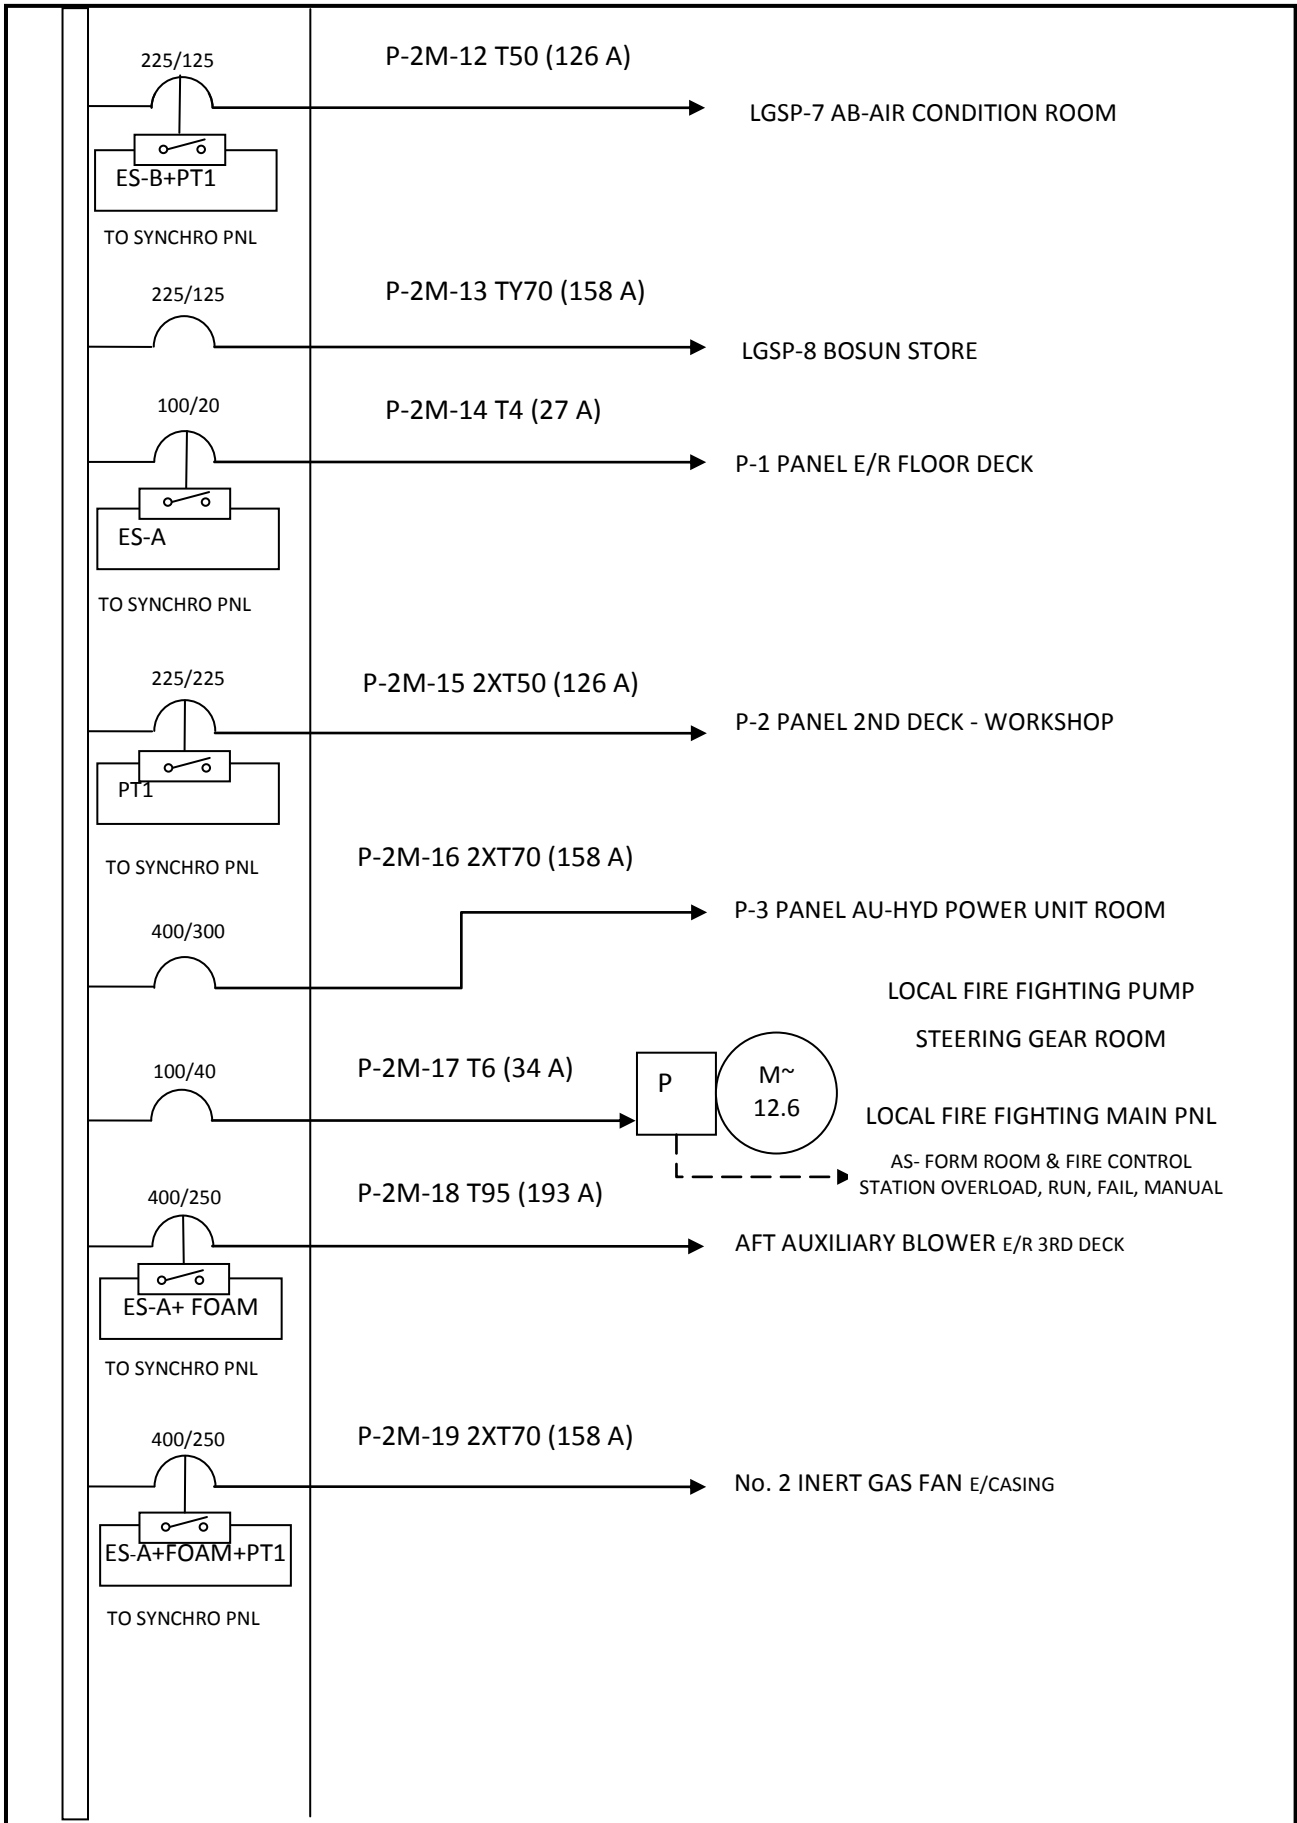 225/125
P-2M-12 T50 (126 A)
LGSP-7 AB-AIR CONDITION ROOM
ES-B+PT1
TO SYNCHRO PNL
225/125
P-2M-13 TY70 (158 A)
LGSP-8 BOSUN STORE
100/20
P-2M-14 T4 (27 A)
P-1 PANEL E/R FLOOR DECK
ES-A
TO SYNCHRO PNL
225/225
P-2M-15 2XT50 (126 A)
P-2 PANEL 2ND DECK - WORKSHOP
PT1
TO SYNCHRO PNL
P-2M-16 2XT70 (158 A)
400/300
P-3 PANEL AU-HYD POWER UNIT ROOM
LOCAL FIRE FIGHTING PUMP
STEERING GEAR ROOM
100/40
P-2M-17 T6 (34 A)
P
M~
12.6
LOCAL FIRE FIGHTING MAIN PNL
AS- FORM ROOM & FIRE CONTROL
STATION OVERLOAD, RUN, FAIL, MANUAL
400/250
P-2M-18 T95 (193 A)
AFT AUXILIARY BLOWER E/R 3RD DECK
ES-A+ FOAM
TO SYNCHRO PNL
400/250
P-2M-19 2XT70 (158 A)
No. 2 INERT GAS FAN E/CASING
ES-A+FOAM+PT1
TO SYNCHRO PNL